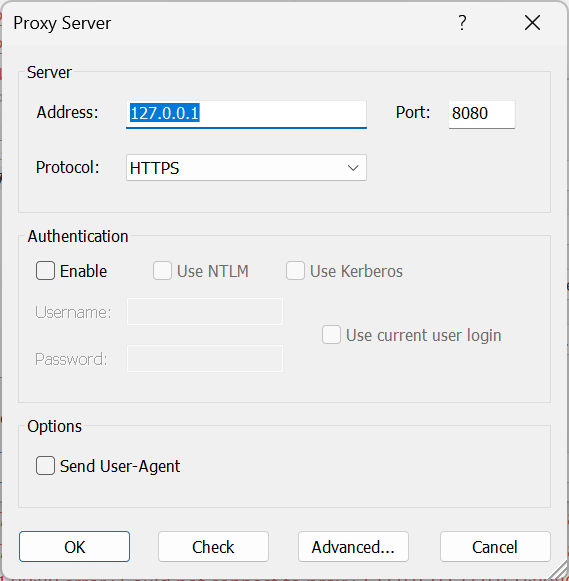 Proxy Server ?
Server
Address: 127.0.0.1 Port: 8080
Protocol: HTTPS
Authentication
Enable Use NTLM Use Kerberos
Username:
Use current user login
Password:
Options
Send User-Agent
OK Check Advanced... Cancel